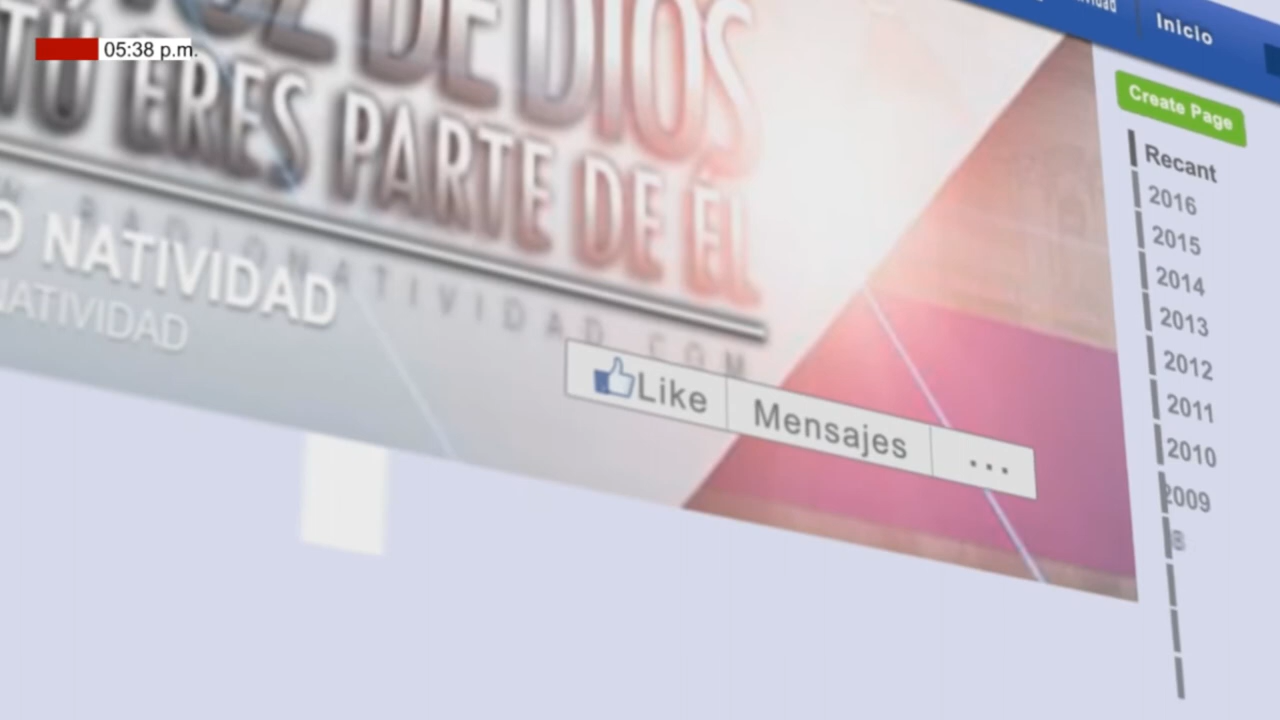 05:38 p.m.
Inicio
Create Page
DE DIOS
TÚ ERES PARTE DE ÉL
NATIVIDAD
NATIVIDAD
Like
Mensajes
...
Recant
2016
2015
2014
2013
2012
2011
2010
2009